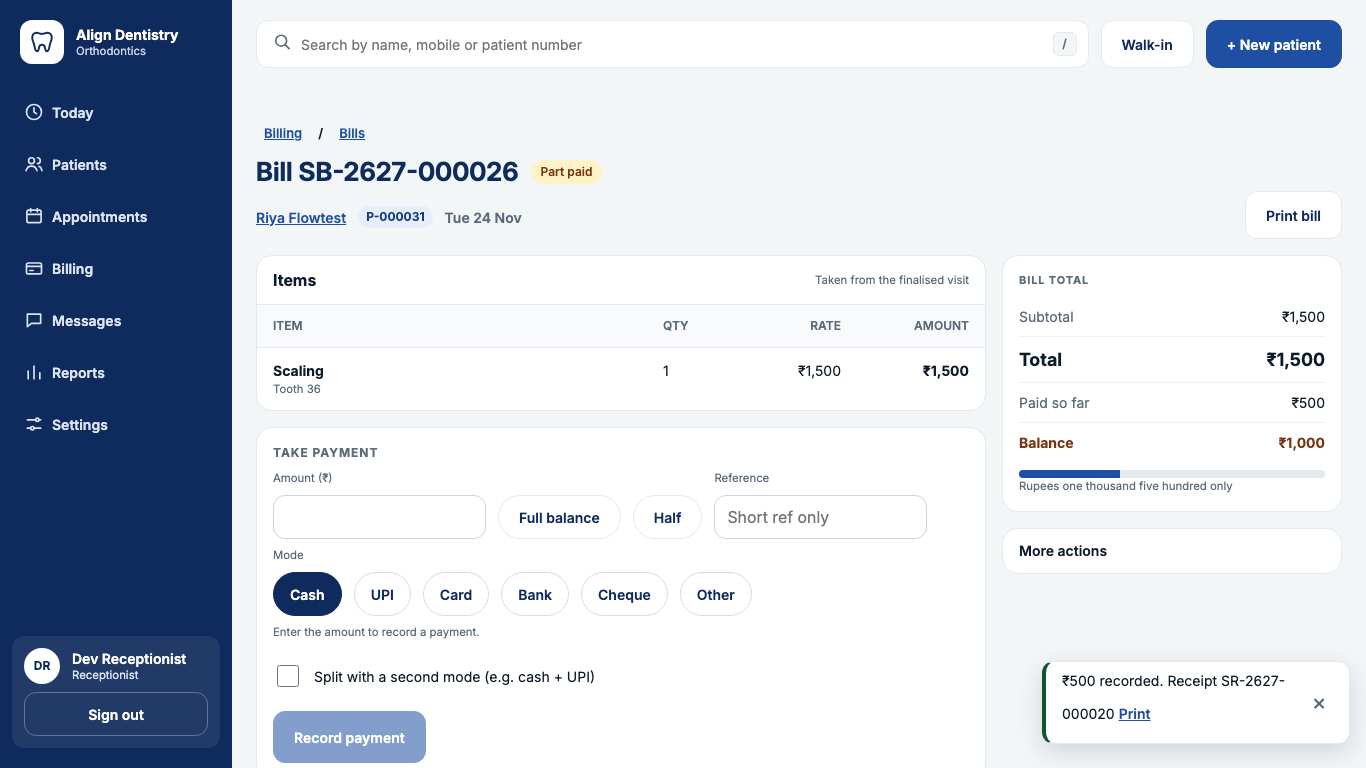 Align Dentistry
Orthodontics
Today
Patients
Appointments
Billing
Messages
Reports
Settings
DR
Dev Receptionist
Receptionist
Sign out
Search by name, mobile or patient number
/
Walk-in
+ New patient
Billing / Bills
Bill SB-2627-000026 Part paid
Riya Flowtest P-000031 Tue 24 Nov
Print bill
Items Taken from the finalised visit
ITEM QTY RATE AMOUNT
Scaling 1 ₹1,500 ₹1,500
Tooth 36
TAKE PAYMENT
Amount (₹) Reference
Full balance Half Short ref only
Mode
Cash UPI Card Bank Cheque Other
Enter the amount to record a payment.
Split with a second mode (e.g. cash + UPI)
Record payment
BILL TOTAL
Subtotal ₹1,500
Total ₹1,500
Paid so far ₹500
Balance ₹1,000
Rupees one thousand five hundred only
More actions
₹500 recorded. Receipt SR-2627-
000020 Print